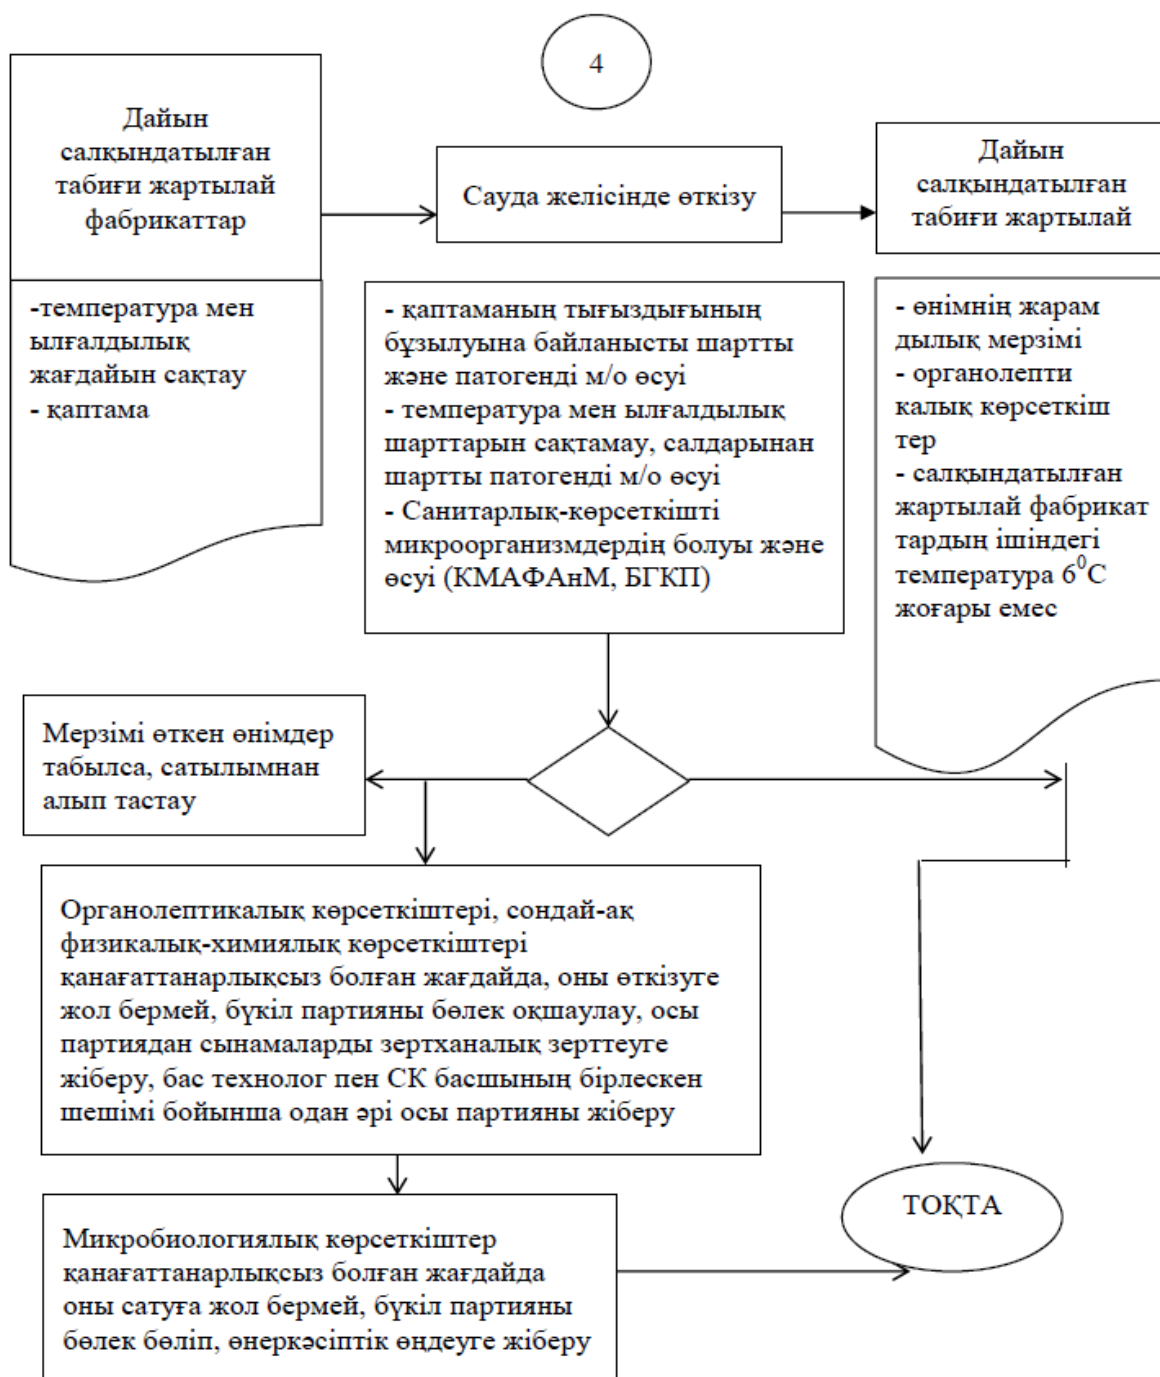 4
Дайын
салқындатылған
табиғи жартылай
фабрикаттар
Сауда желісінде өткізу
Дайын
салқындатылған
табиғи жартылай
-температура мен
ылғалдылық
жағдайын сақтау
- қаптама
- қаптаманың тығыздығының
бұзылуына байланысты шартты
және патогенді м/о өсуі
- температура мен ылғалдылық
шарттарын сақтамау, салдарынан
шартты патогенді м/о өсуі
- Санитарлық-көрсеткішті
микроорганизмдердің болуы және
өсуі (КМАФАнМ, БГКП)
- өнімнің жарам
дылық мерзімі
- органолепти
калық көрсеткіш
тер
- салқындатылған
жартылай фабрикат
тардың ішіндегі
температура 6⁰С
жоғары емес
Мерзімі өткен өнімдер
табылса, сатылымнан
алып тастау
Органолептикалық көрсеткіштері, сондай-ақ
физикалық-химиялық көрсеткіштері
қанағаттанарлықсыз болған жағдайда, оны өткізуге
жол бермей, бүкіл партияны бөлек оқшаулау, осы
партиядан сынамаларды зертханалық зерттеуге
жіберу, бас технолог пен СК басшының бірлескен
шешімі бойынша одан әрі осы партияны жіберу
ТОҚТА
Микробиологиялық көрсеткіштер
қанағаттанарлықсыз болған жағдайда
оны сатуға жол бермей, бүкіл партияны
бөлек бөліп, өнеркәсіптік өңдеуге жіберу